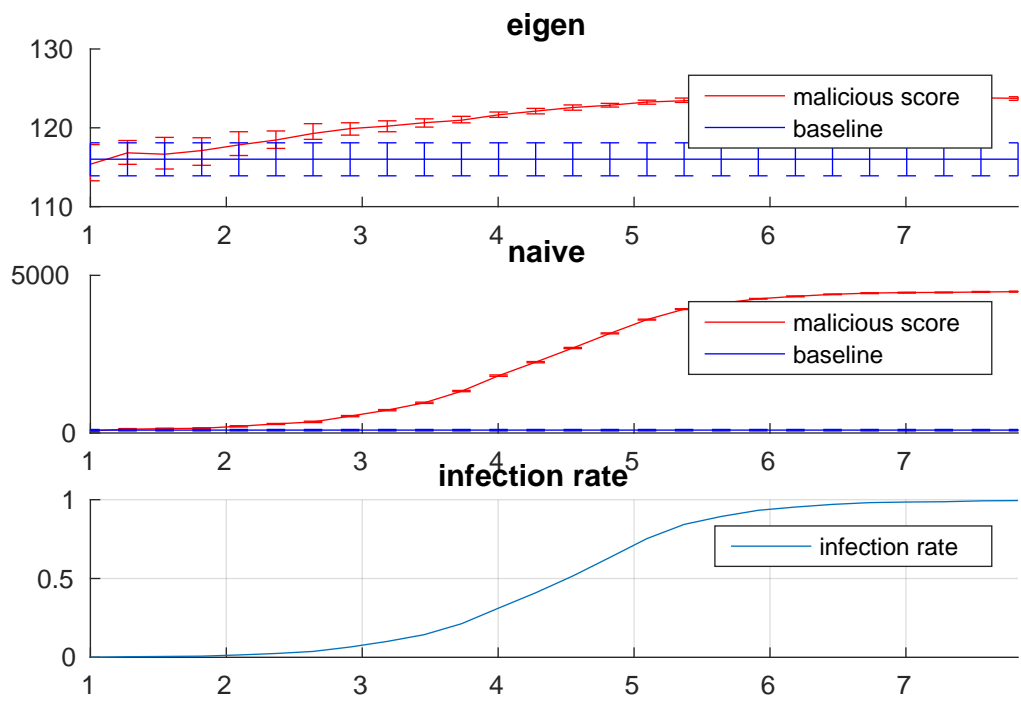 eigen
130
120
110
malicious score
baseline
1 2 3 4 5 6 7
naive
5000
0
malicious score
baseline
1 2 3 4 5 6 7
infection rate
1
0.5
0
infection rate
1 2 3 4 5 6 7